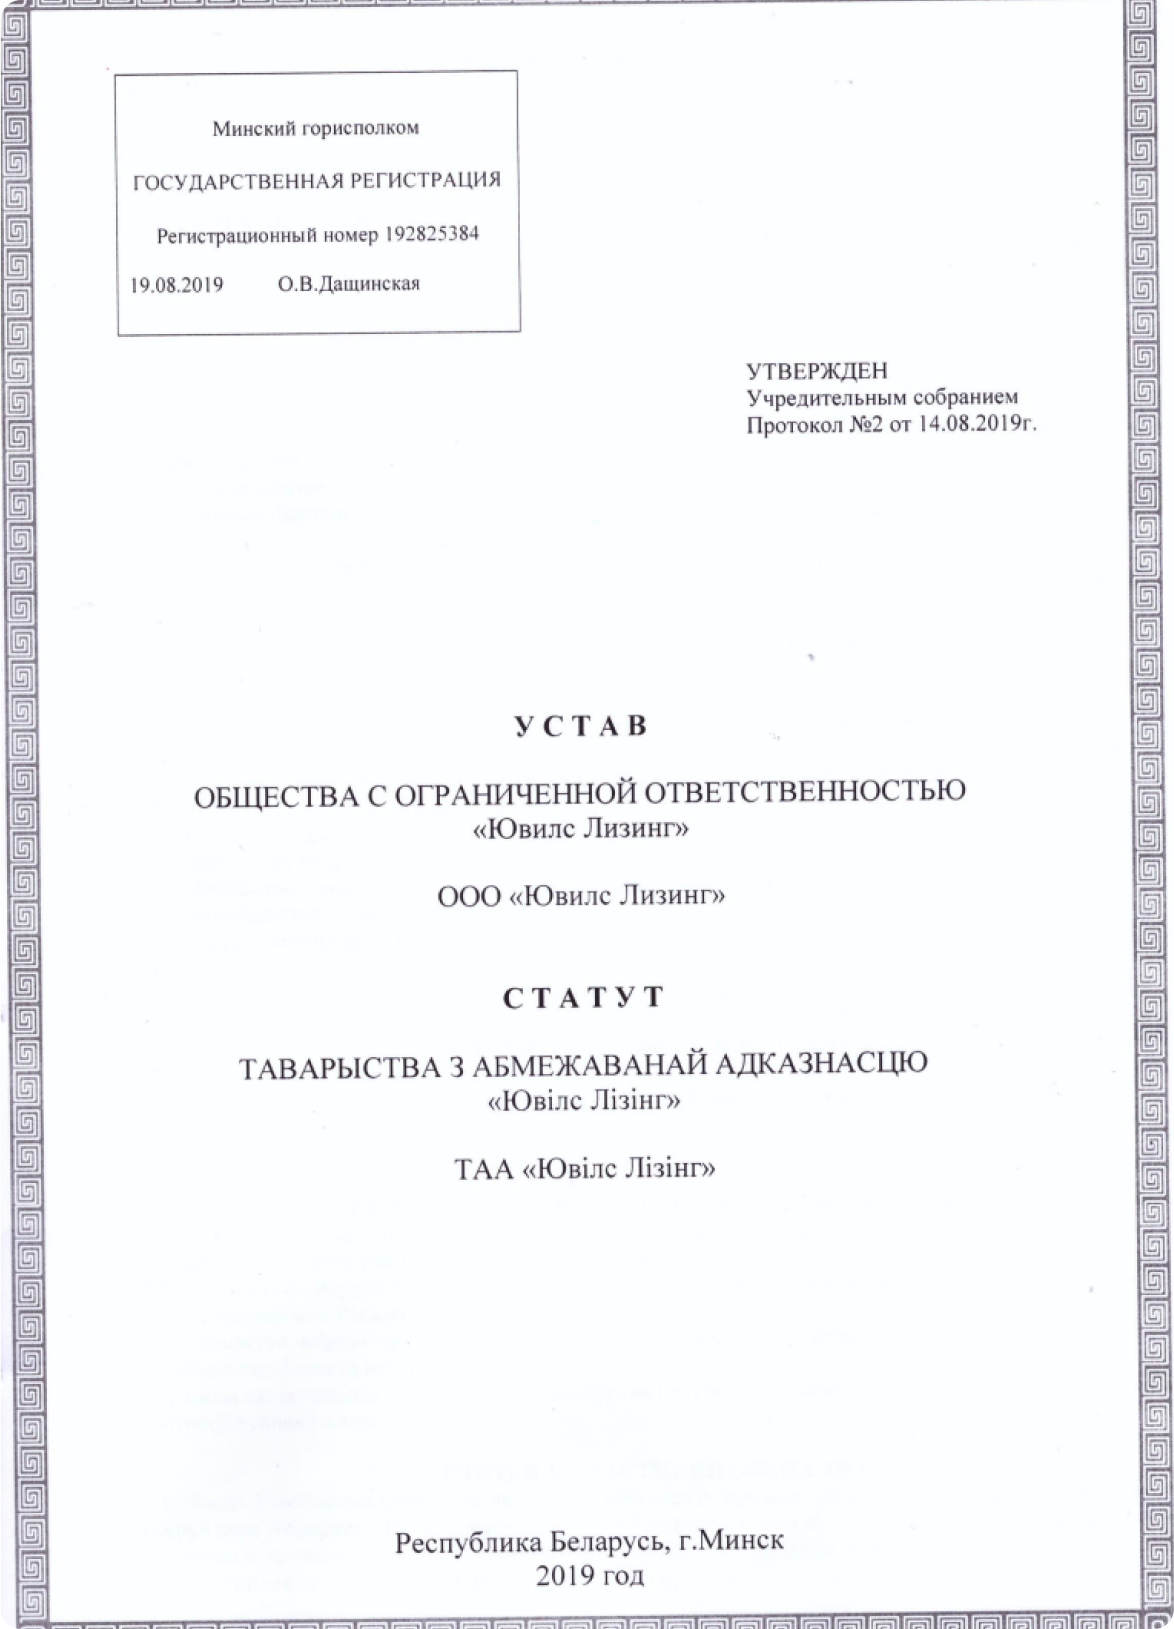 Минский горисполком
ГОСУДАРСТВЕННАЯ РЕГИСТРАЦИЯ
Регистрационный номер 192825384
19.08.2019 О.В.Дащинская
УТВЕРЖДЕН
Учредительным собранием
Протокол №2 от 14.08.2019г.
У С Т А В
ОБЩЕСТВА С ОГРАНИЧЕННОЙ ОТВЕТСТВЕННОСТЬЮ
«Ювилс Лизинг»
ООО «Ювилс Лизинг»
С Т А Т У Т
ТАВАРЫСТВА З АБМЕЖАВАНАЙ АДКАЗНАСЦЮ
«Ювілс Лізінг»
ТАА «Ювілс Лізінг»
Республика Беларусь, г.Минск
2019 год